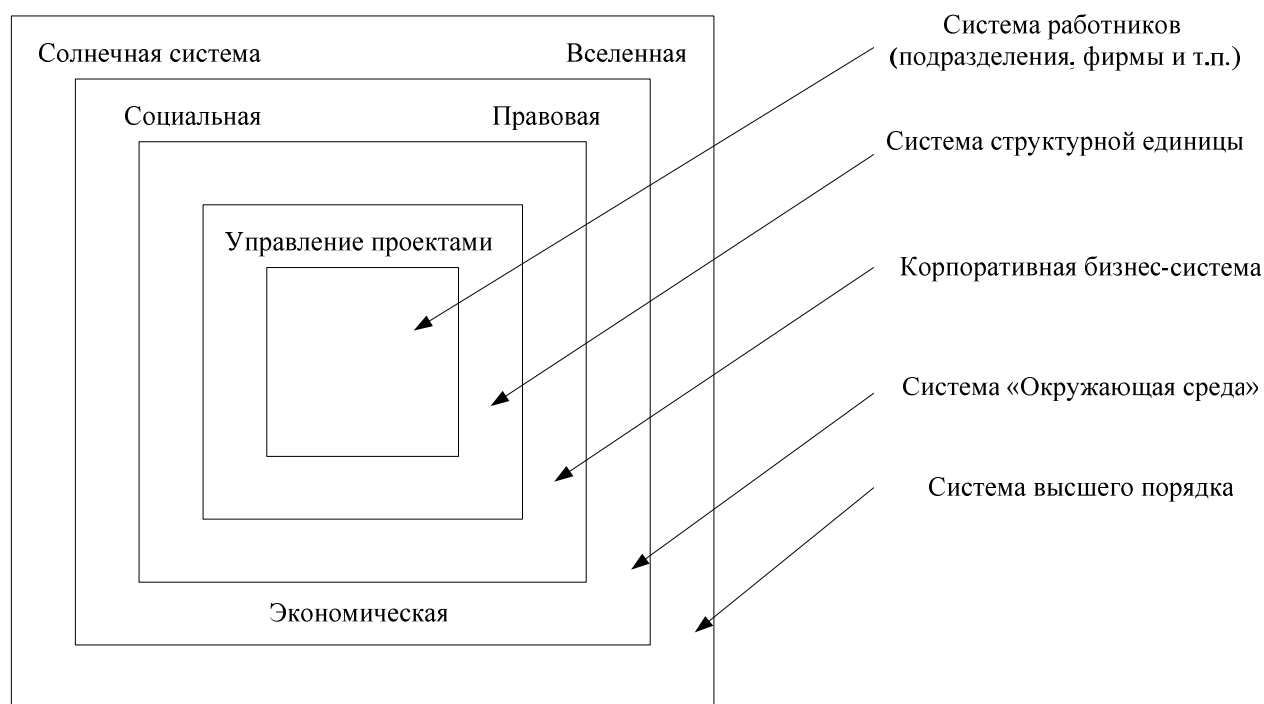 Солнечная система
Вселенная
Социальная
Правовая
Управление проектами
Экономическая
Система работников
(подразделения, фирмы и т.п.)
Система структурной единицы
Корпоративная бизнес-система
Система «Окружающая среда»
Система высшего порядка